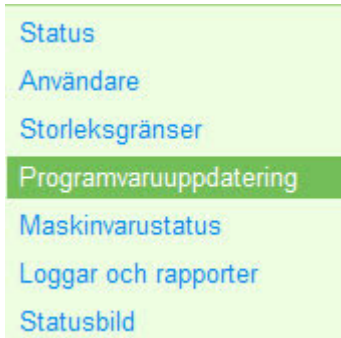 Status
Användare
Storleksgränser
Programvaruuppdatering
Maskinvarustatus
Loggar och rapporter
Statusbild